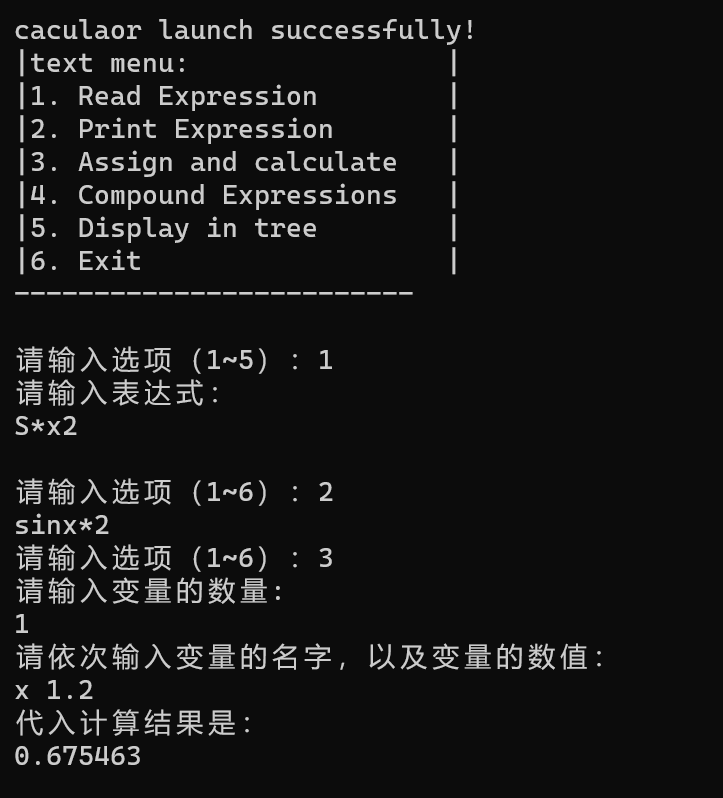 caculaor launch successfully!
|text menu:                |
|1. Read Expression        |
|2. Print Expression       |
|3. Assign and calculate   |
|4. Compound Expressions   |
|5. Display in tree        |
|6. Exit                   |
-------------------------
请输入选项（1~5）：1
请输入表达式：
S*x2
请输入选项（1~6）：2
sinx*2
请输入选项（1~6）：3
请输入变量的数量：
1
请依次输入变量的名字，以及变量的数值：
x 1.2
代入计算结果是：
0.675463